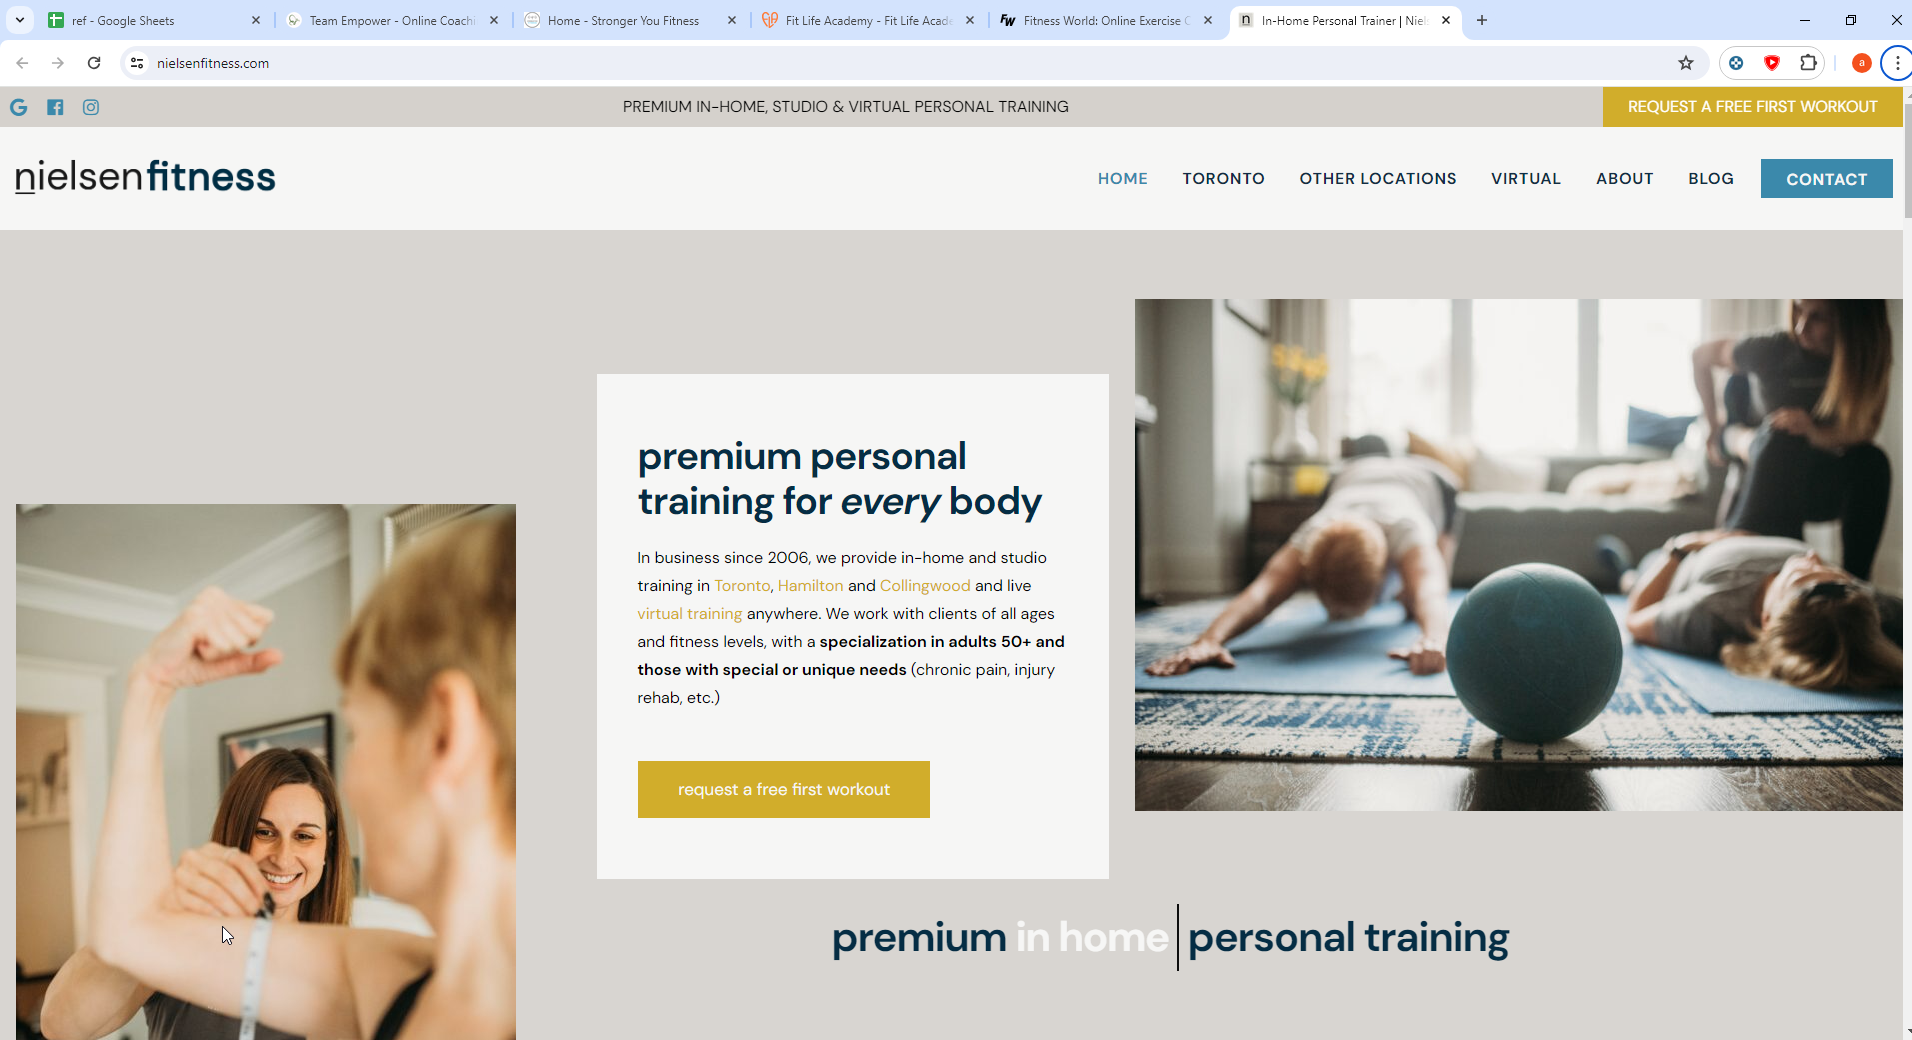 ref - Google Sheets
Team Empower - Online Coachi
Home - Stronger You Fitness
Fit Life Academy - Fit Life Acade
FW
Fitness World: Online Exercise C
n
In-Home Personal Trainer | Niel
nielsenfitness.com
a
PREMIUM IN-HOME, STUDIO & VIRTUAL PERSONAL TRAINING
REQUEST A FREE FIRST WORKOUT
nielsenfitness
HOME
TORONTO
OTHER LOCATIONS
VIRTUAL
ABOUT
BLOG
CONTACT
premium personal
training for every body
In business since 2006, we provide in-home and studio
training in Toronto, Hamilton and Collingwood and live
virtual training anywhere. We work with clients of all ages
and fitness levels, with a specialization in adults 50+ and
those with special or unique needs (chronic pain, injury
rehab, etc.)
request a free first workout
premium in home personal training